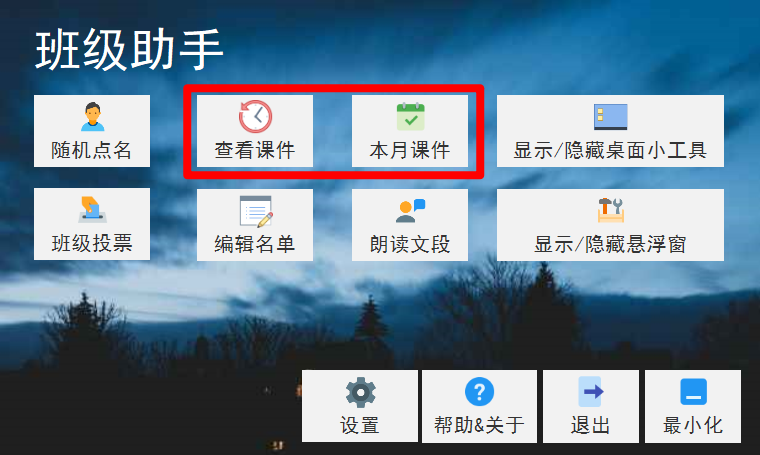 班级助手
随机点名
查看课件
本月课件
显示/隐藏桌面小工具
班级投票
编辑名单
朗读文段
显示/隐藏悬浮窗
设置
帮助&关于
退出
最小化